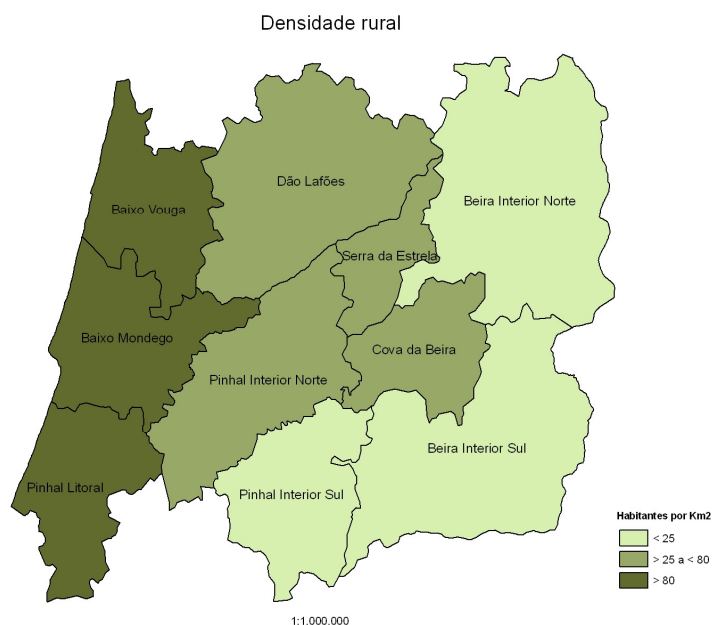 Densidade rural
Dão Lafões
Beira Interior Norte
Baixo Vouga
Serra da Estrela
Baixo Mondego
Cova da Beira
Pinhal Interior Norte
Beira Interior Sul
Pinhal Litoral
Pinhal Interior Sul
Habitantes por Km2
< 25
> 25 a < 80
> 80
1:1.000.000